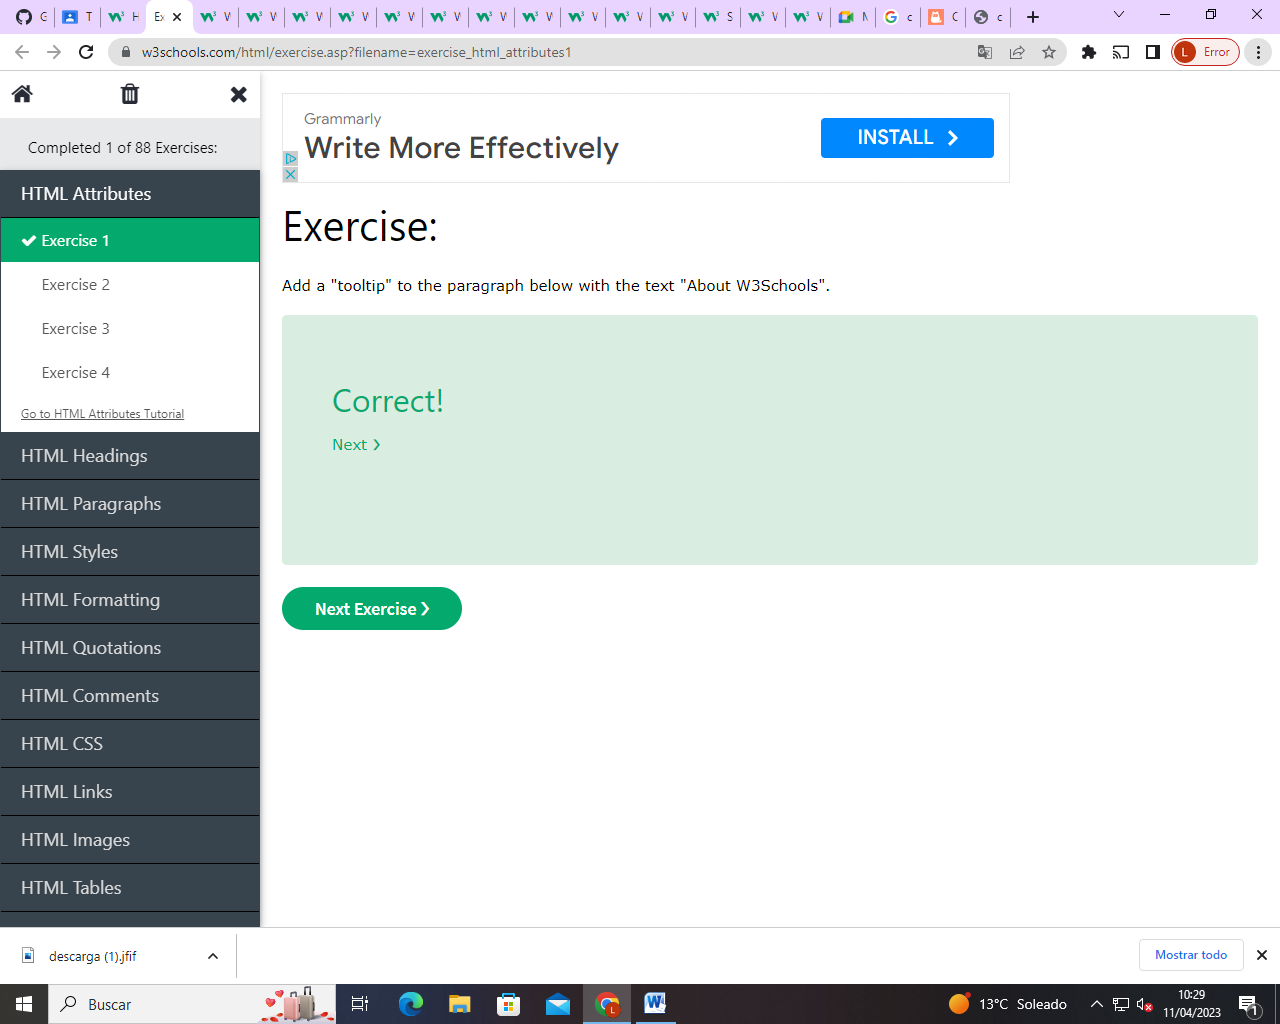 w3schools.com/html/exercise.asp?filename=exercise_html_attributes1
L Error
Completed 1 of 88 Exercises:
HTML Attributes
Exercise 1
Exercise 2
Exercise 3
Exercise 4
Go to HTML Attributes Tutorial
HTML Headings
HTML Paragraphs
HTML Styles
HTML Formatting
HTML Quotations
HTML Comments
HTML CSS
HTML Links
HTML Images
HTML Tables
Grammarly
Write More Effectively
INSTALL
Exercise:
Add a "tooltip" to the paragraph below with the text "About W3Schools".
Correct!
Next ❯
Next Exercise ❯
descarga (1).jfif
Mostrar todo
Buscar
13°C Soleado
10:29
11/04/2023
1